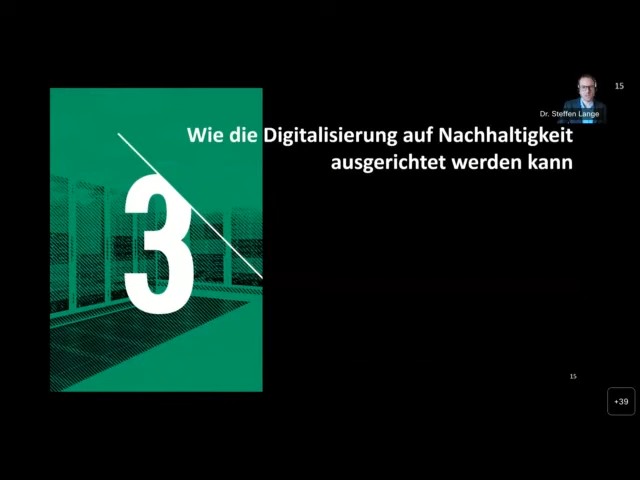 15
Dr. Steffen Lange
Wie die Digitalisierung auf Nachhaltigkeit
ausgerichtet werden kann
3
15
+39